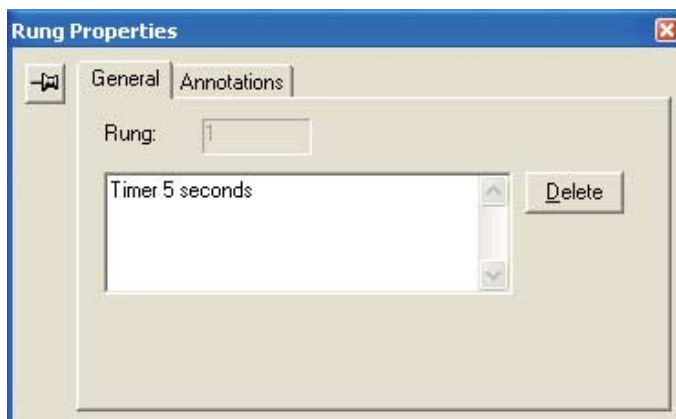 Rung Properties
General Annotations
Rung: 1
Timer 5 seconds
Delete